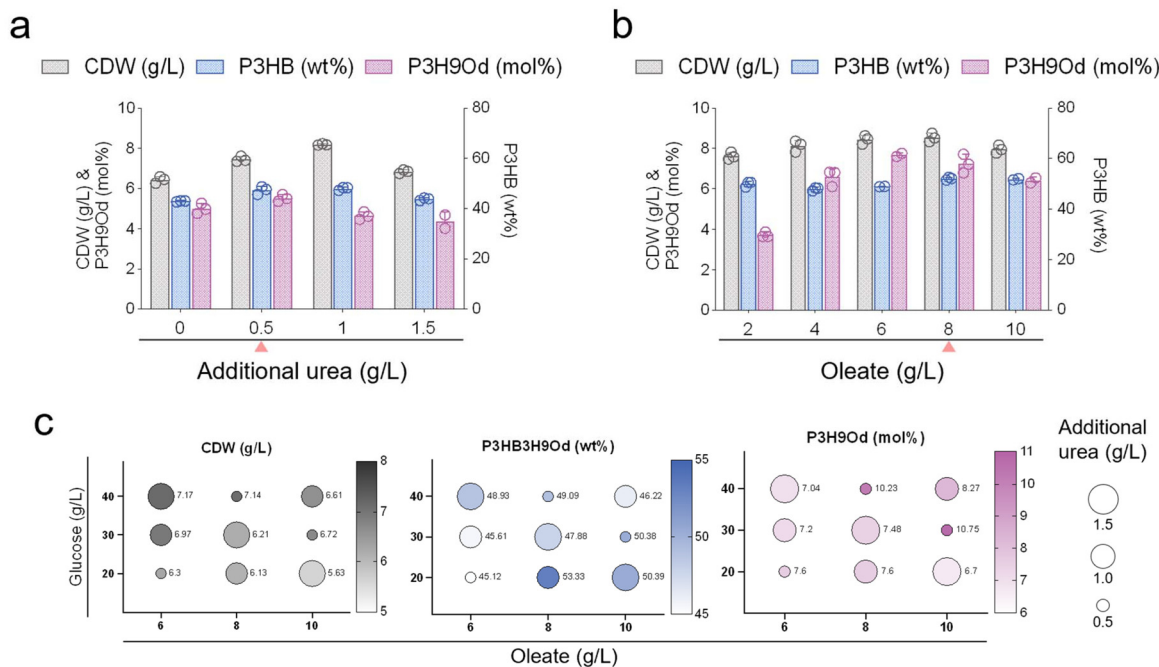 a
CDW (g/L) P3HB (wt%) P3H9Od (mol%)
CDW (g/L) &
P3H9Od (mol%)
10
8
6
4
2
0
80
60
40
20
0
P3HB
(wt%)
0 0.5 1 1.5
Additional urea (g/L)
b
CDW (g/L) P3HB (wt%) P3H9Od (mol%)
CDW (g/L) &
P3H9Od (mol%)
10
8
6
4
2
0
80
60
40
20
0
P3HB
(wt%)
2 4 6 8 10
Oleate (g/L)
c
Glucose (g/L)
CDW (g/L)
40 7.17 7.14 6.61
30 6.97 6.21 6.72
20 6.3 6.13 5.63
6 8 10
8
7
6
5
P3HB3H9Od (wt%)
40 48.93 49.09 46.22
30 45.61 47.88 50.38
20 45.12 53.33 50.39
6 8 10
55
50
45
P3H9Od (mol%)
40 7.04 10.23 8.27
30 7.2 7.48 10.75
20 7.6 7.6 6.7
6 8 10
11
10
9
8
7
6
Oleate (g/L)
Additional
urea (g/L)
1.5
1.0
0.5